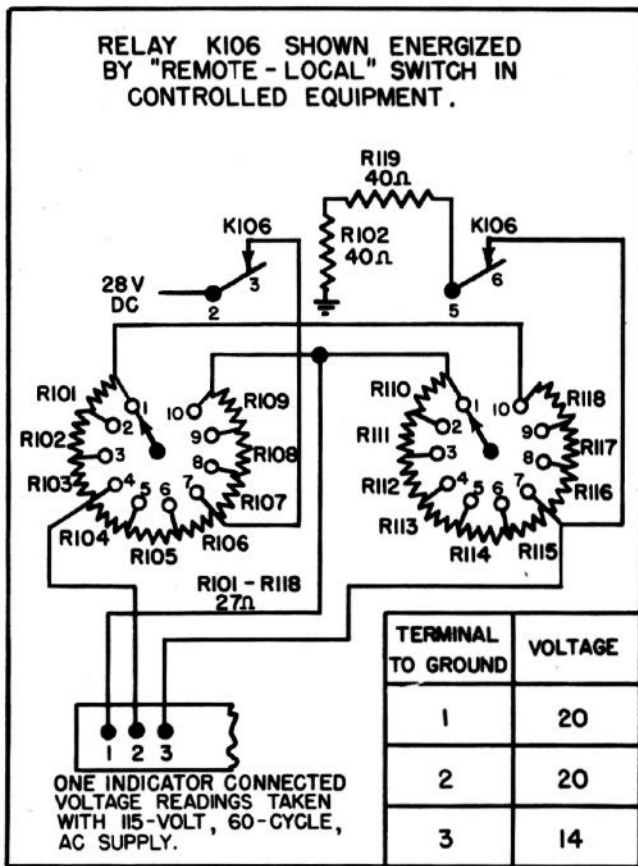 RELAY K106 SHOWN ENERGIZED
BY "REMOTE-LOCAL" SWITCH IN
CONTROLLED EQUIPMENT.
R119
40Ω
K106
R102
40Ω
K106
3
6
28V
DC
2
5
R101
1
10
R109
R110
1
10
R118
R102
2
9
R108
R111
2
9
R117
3
8
3
8
R103
4
7
R107
R112
4
7
R116
5
6
5
6
R104
R106
R113
R115
R105
R114
R101-R118
27Ω
TERMINAL
TO GROUND
VOLTAGE
1
20
2
20
3
14
1 2 3
ONE INDICATOR CONNECTED
VOLTAGE READINGS TAKEN
WITH 115-VOLT, 60-CYCLE,
AC SUPPLY.